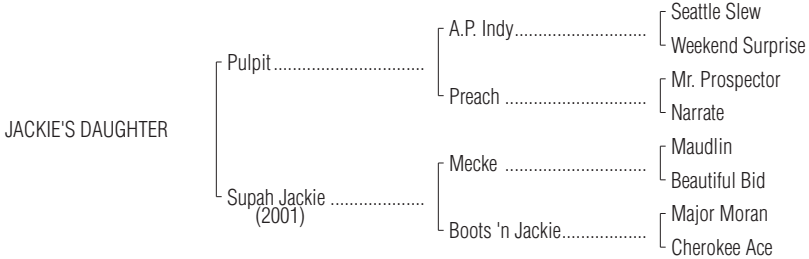 Seattle Slew
A.P. Indy..............................
Weekend Surprise
Pulpit..................................
Mr. Prospector
Preach ................................
Narrate
JACKIE'S DAUGHTER
Maudlin
Mecke ................................
Beautiful Bid
Supah Jackie .....................
(2001)
Major Moran
Boots 'n Jackie...................
Cherokee Ace